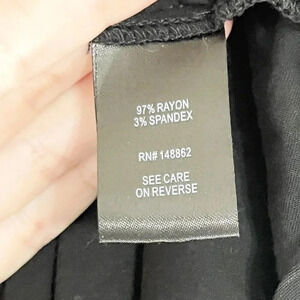 97% RAYON
3% SPANDEX
RN# 148862
SEE CARE
ON REVERSE